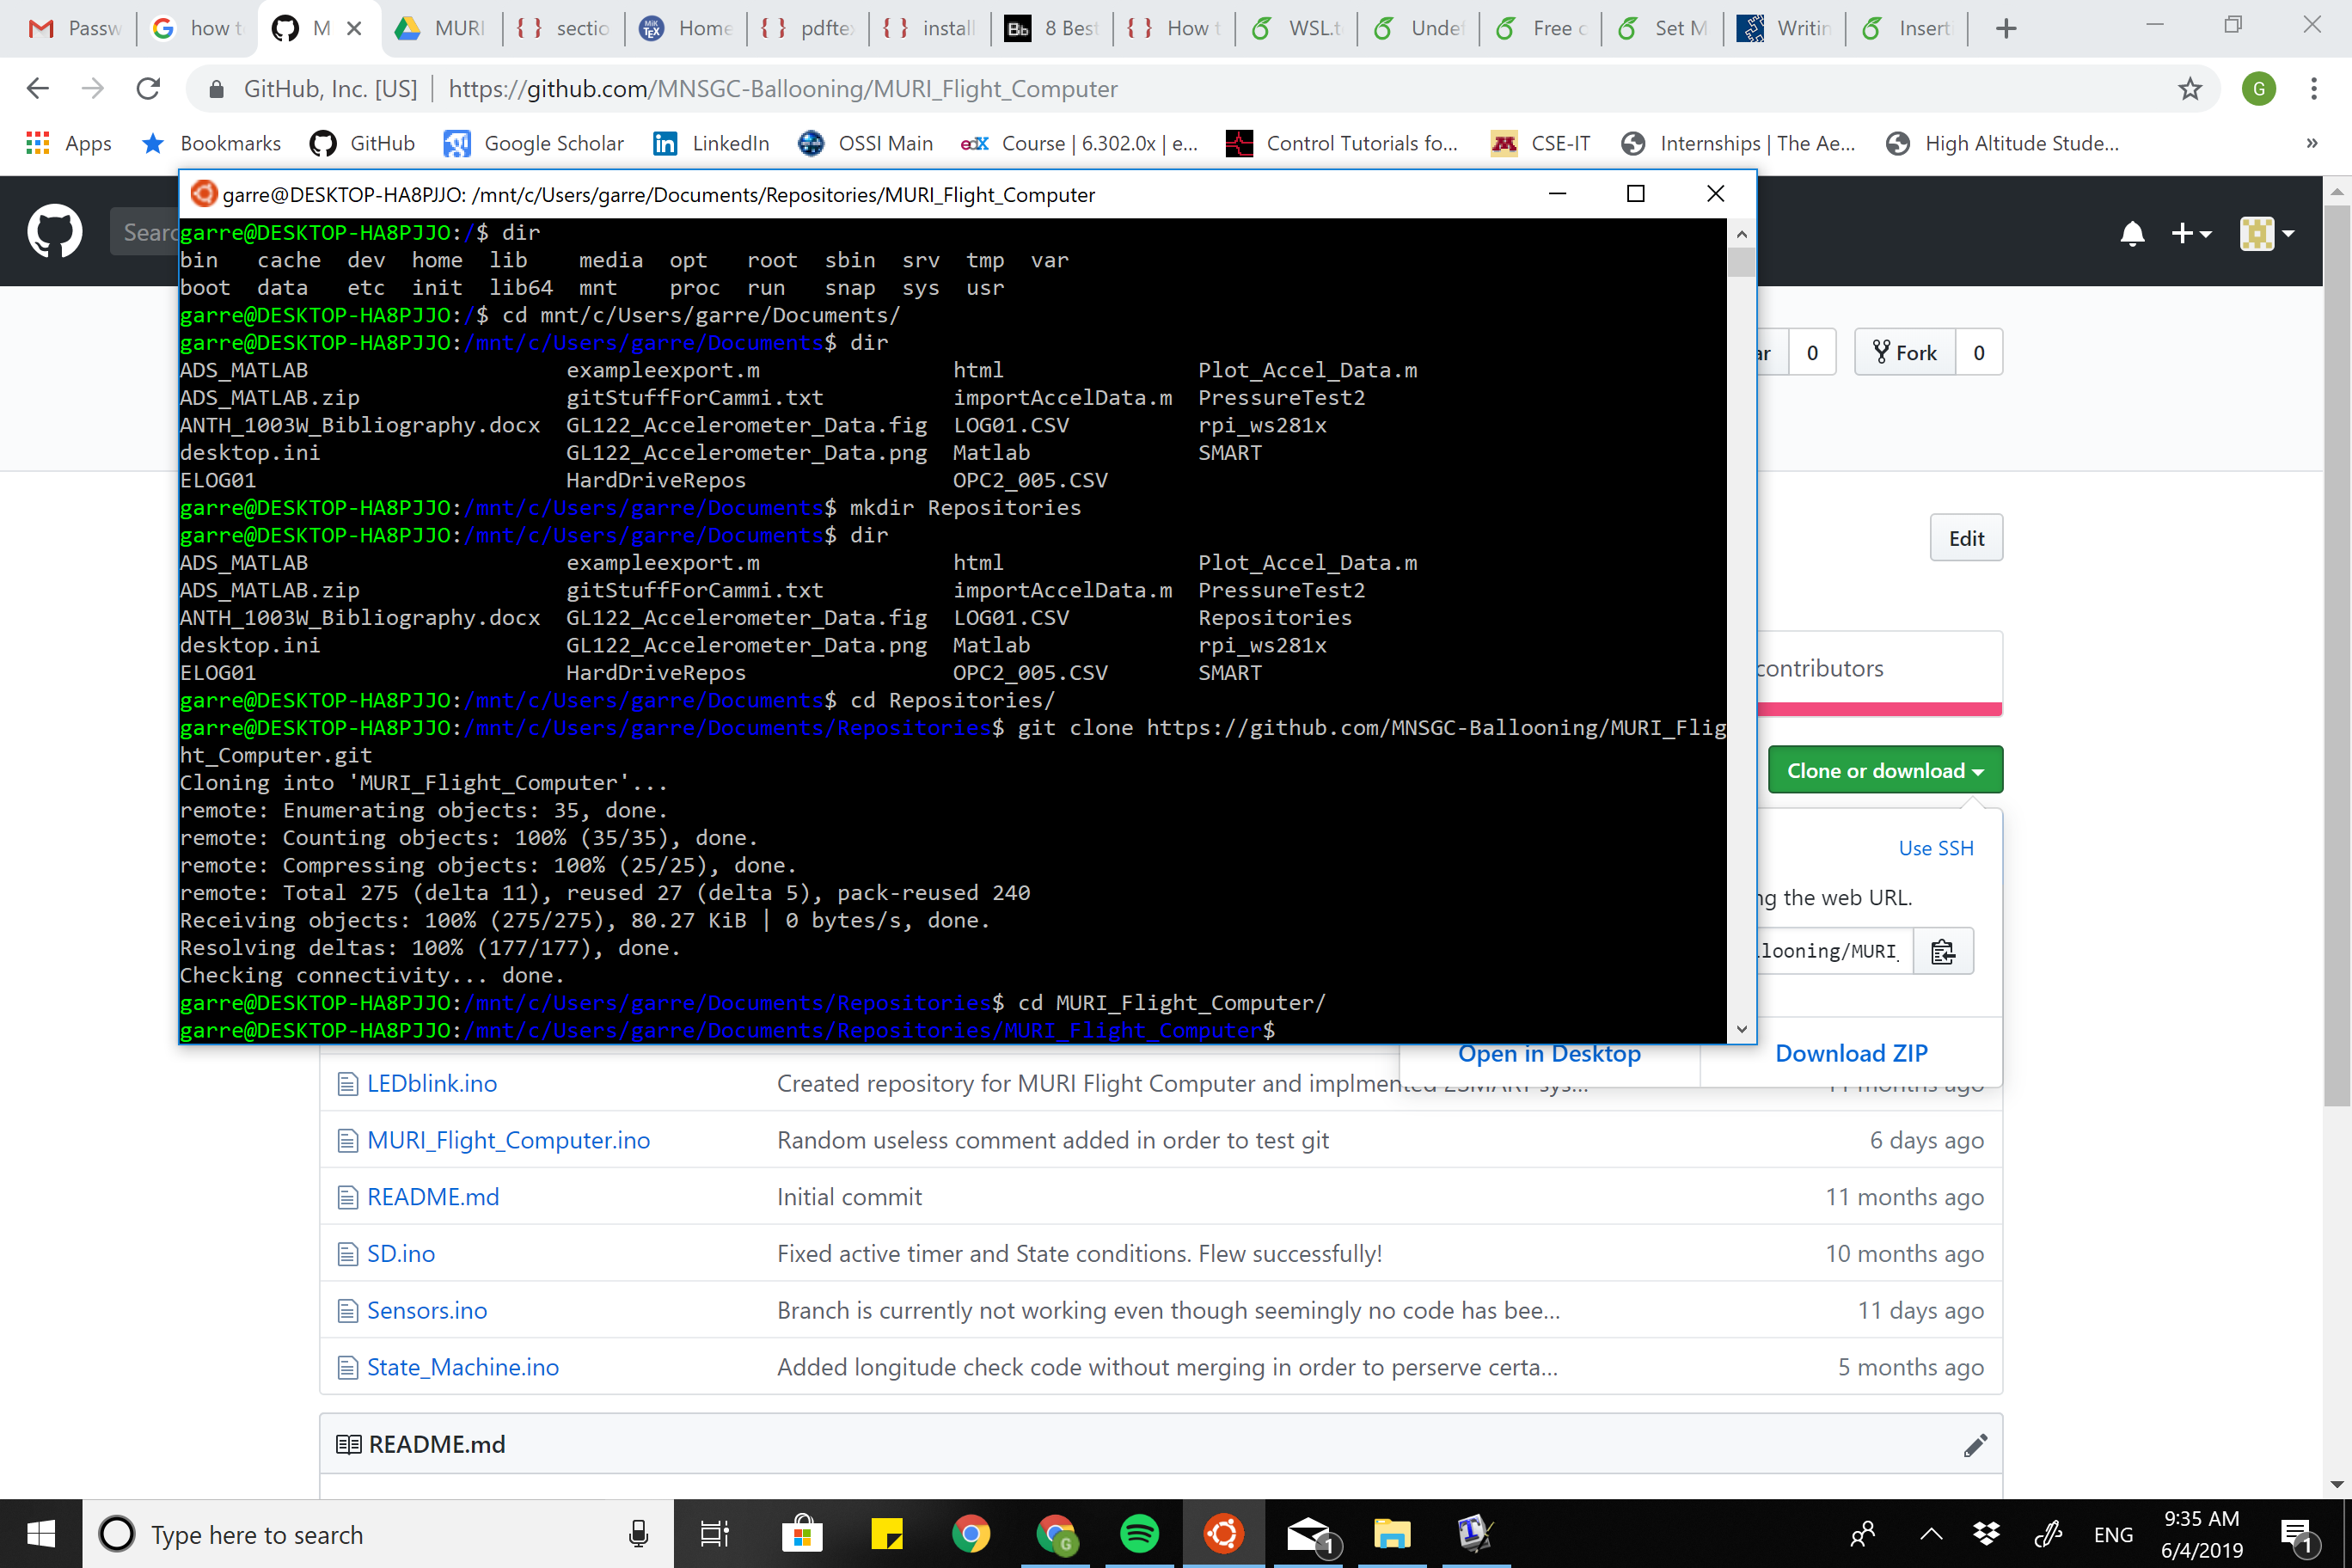 Passw
how t
M
MURI
sectio
Home
pdfte
install
8 Best
How t
WSL.t
Undef
Free c
Set M
Writin
Inserti
GitHub, Inc. [US] | https://github.com/MNSGC-Ballooning/MURI_Flight_Computer
G
Apps Bookmarks GitHub Google Scholar LinkedIn OSSI Main edX Course | 6.302.0x | e... Control Tutorials fo... CSE-IT Internships | The Ae... High Altitude Stude... »
garre@DESKTOP-HA8PJJO: /mnt/c/Users/garre/Documents/Repositories/MURI_Flight_Computer
Searc
garre@DESKTOP-HA8PJJO:/$ dir
bin cache dev home lib media opt root sbin srv tmp var
boot data etc init lib64 mnt proc run snap sys usr
garre@DESKTOP-HA8PJJO:/$ cd mnt/c/Users/garre/Documents/
garre@DESKTOP-HA8PJJO:/mnt/c/Users/garre/Documents$ dir
ADS_MATLAB exampleexport.m html Plot_Accel_Data.m
ADS_MATLAB.zip gitStuffForCammi.txt importAccelData.m PressureTest2
ANTH_1003W_Bibliography.docx GL122_Accelerometer_Data.fig LOG01.CSV rpi_ws281x
desktop.ini GL122_Accelerometer_Data.png Matlab SMART
ELOG01 HardDriveRepos OPC2_005.CSV
garre@DESKTOP-HA8PJJO:/mnt/c/Users/garre/Documents$ mkdir Repositories
garre@DESKTOP-HA8PJJO:/mnt/c/Users/garre/Documents$ dir
ADS_MATLAB exampleexport.m html Plot_Accel_Data.m
ADS_MATLAB.zip gitStuffForCammi.txt importAccelData.m PressureTest2
ANTH_1003W_Bibliography.docx GL122_Accelerometer_Data.fig LOG01.CSV Repositories
desktop.ini GL122_Accelerometer_Data.png Matlab rpi_ws281x
ELOG01 HardDriveRepos OPC2_005.CSV SMART
garre@DESKTOP-HA8PJJO:/mnt/c/Users/garre/Documents$ cd Repositories/
garre@DESKTOP-HA8PJJO:/mnt/c/Users/garre/Documents/Repositories$ git clone https://github.com/MNSGC-Ballooning/MURI_Flig
ht_Computer.git
Cloning into 'MURI_Flight_Computer'...
remote: Enumerating objects: 35, done.
remote: Counting objects: 100% (35/35), done.
remote: Compressing objects: 100% (25/25), done.
remote: Total 275 (delta 11), reused 27 (delta 5), pack-reused 240
Receiving objects: 100% (275/275), 80.27 KiB | 0 bytes/s, done.
Resolving deltas: 100% (177/177), done.
Checking connectivity... done.
garre@DESKTOP-HA8PJJO:/mnt/c/Users/garre/Documents/Repositories$ cd MURI_Flight_Computer/
garre@DESKTOP-HA8PJJO:/mnt/c/Users/garre/Documents/Repositories/MURI_Flight_Computer$
ar 0 Fork 0
Edit
contributors
Clone or download
Use SSH
ng the web URL.
looning/MURI_
Open in Desktop Download ZIP
LEDblink.ino Created repository for MURI Flight Computer and implmented 2SMART sys... 11 months ago
MURI_Flight_Computer.ino Random useless comment added in order to test git 6 days ago
README.md Initial commit 11 months ago
SD.ino Fixed active timer and State conditions. Flew successfully! 10 months ago
Sensors.ino Branch is currently not working even though seemingly no code has bee... 11 days ago
State_Machine.ino Added longitude check code without merging in order to perserve certa... 5 months ago
README.md
Type here to search
G
1
ENG
9:35 AM
6/4/2019
1